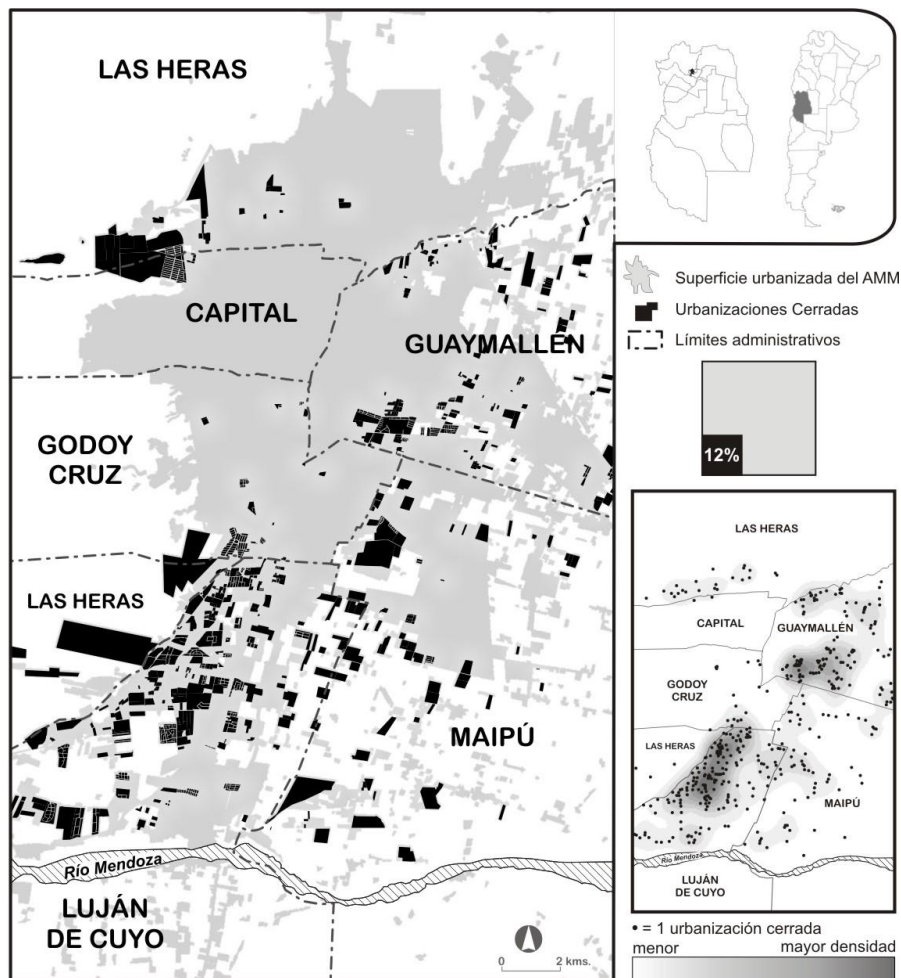 LAS HERAS
CAPITAL
GUAYMALLÉN
GODOY
CRUZ
LAS HERAS
MAIPÚ
Río Mendoza
LUJÁN
DE CUYO
0 2 kms.
Superficie urbanizada del AMM
Urbanizaciones Cerradas
Límites administrativos
12%
LAS HERAS
CAPITAL
GUAYMALLÉN
GODOY
CRUZ
LAS HERAS
MAIPÚ
Río Mendoza
LUJÁN
DE CUYO
• = 1 urbanización cerrada
menor mayor densidad